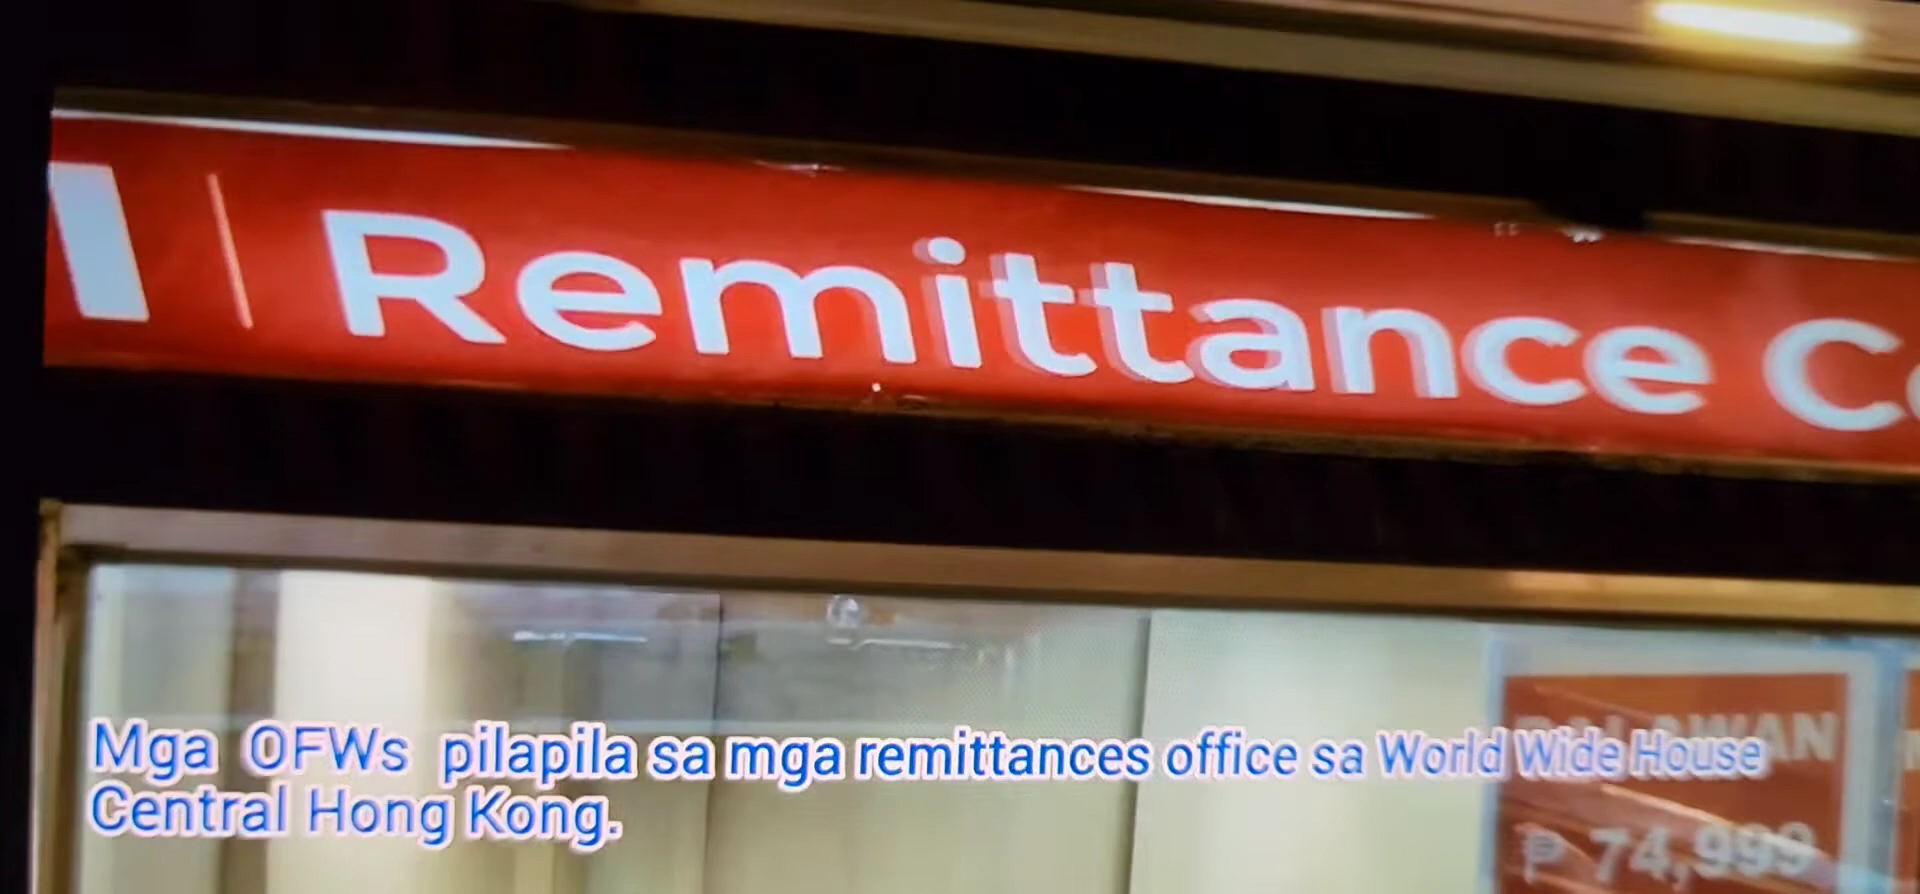 Remittance
Mga OFWs pilapila sa mga remittances office sa World Wide House
Central Hong Kong.
₱ 74,999